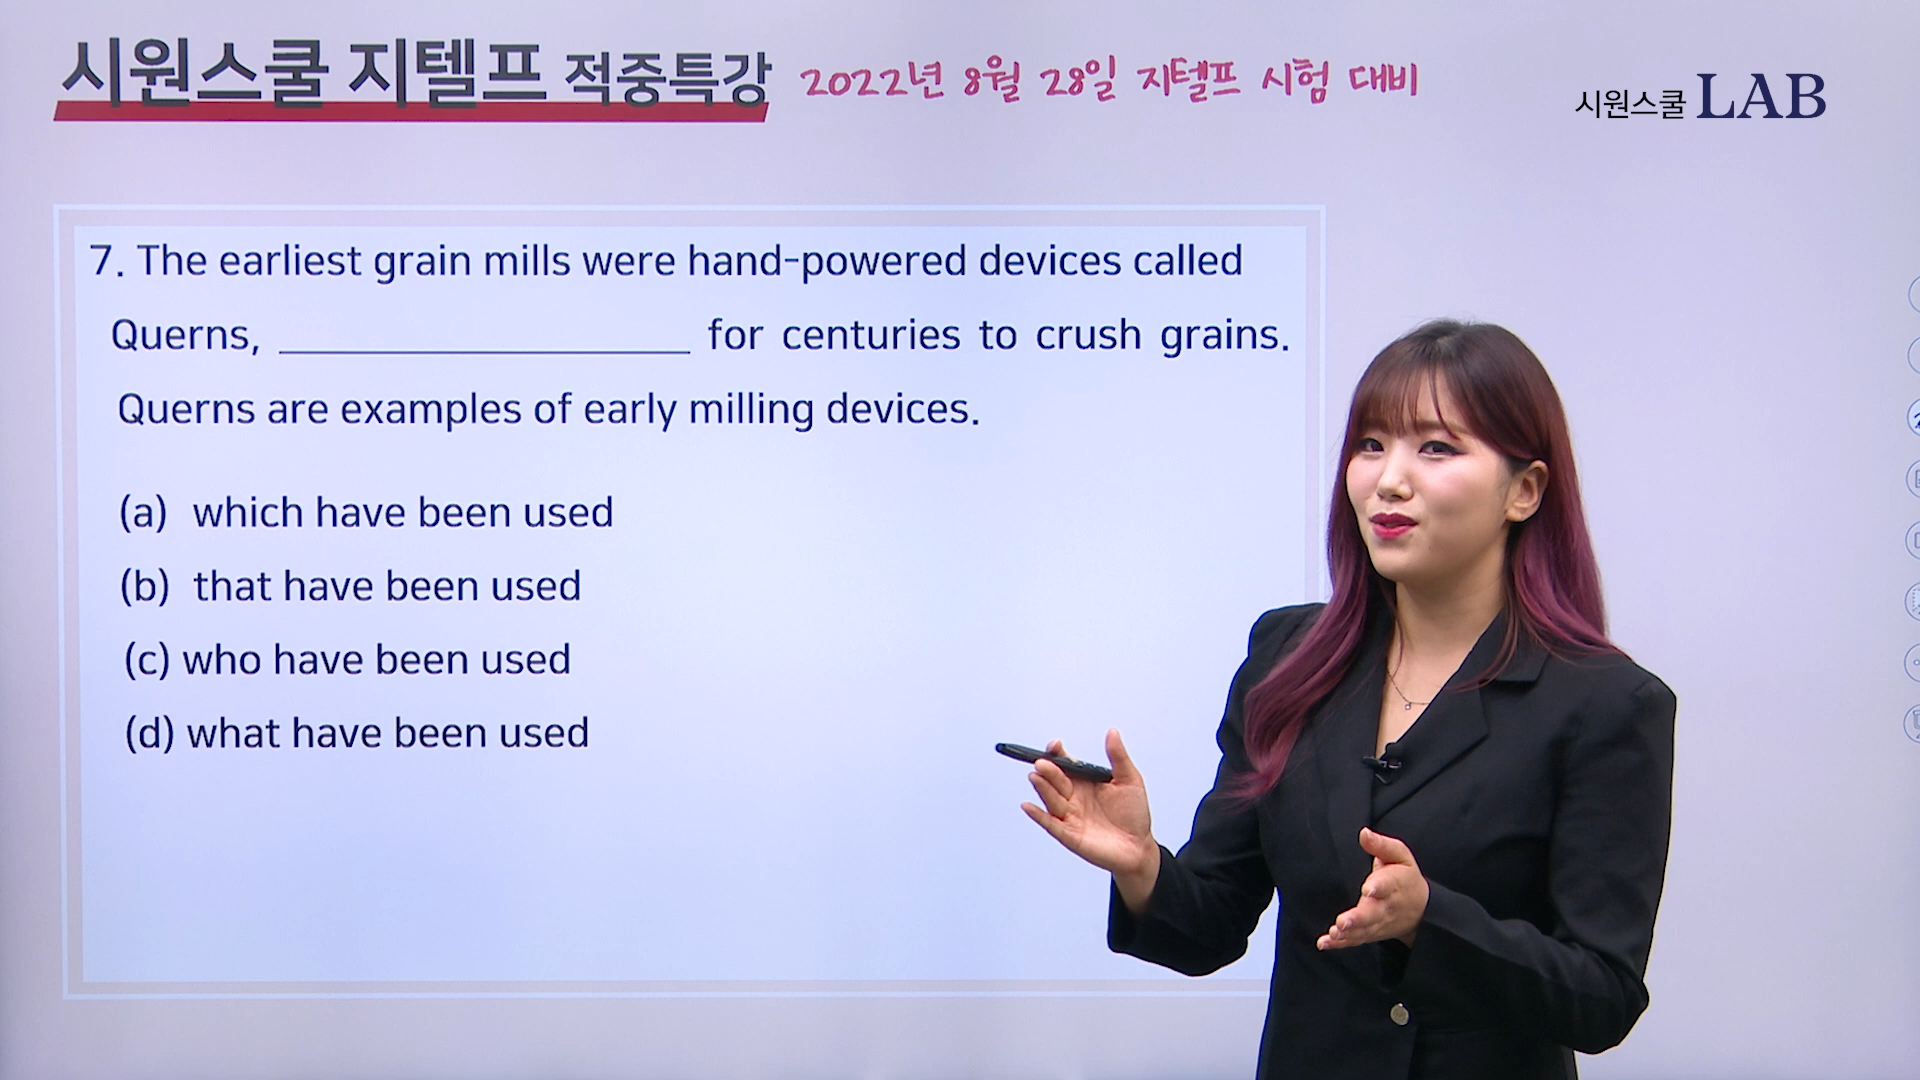 시원스쿨 지텔프 적중특강 2022년 8월 28일 지텔프 시험 대비
시원스쿨 LAB
7. The earliest grain mills were hand-powered devices called
Querns, ____________________ for centuries to crush grains.
Querns are examples of early milling devices.
(a) which have been used
(b) that have been used
(c) who have been used
(d) what have been used